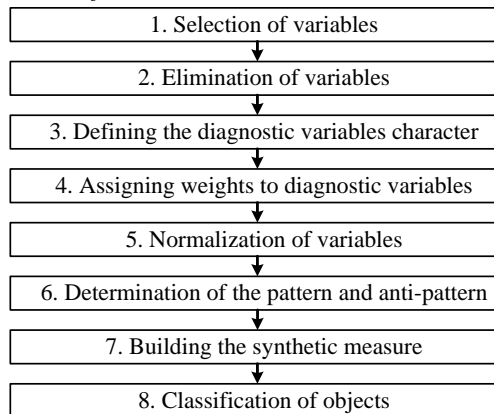 1. Selection of variables
2. Elimination of variables
3. Defining the diagnostic variables character
4. Assigning weights to diagnostic variables
5. Normalization of variables
6. Determination of the pattern and anti-pattern
7. Building the synthetic measure
8. Classification of objects